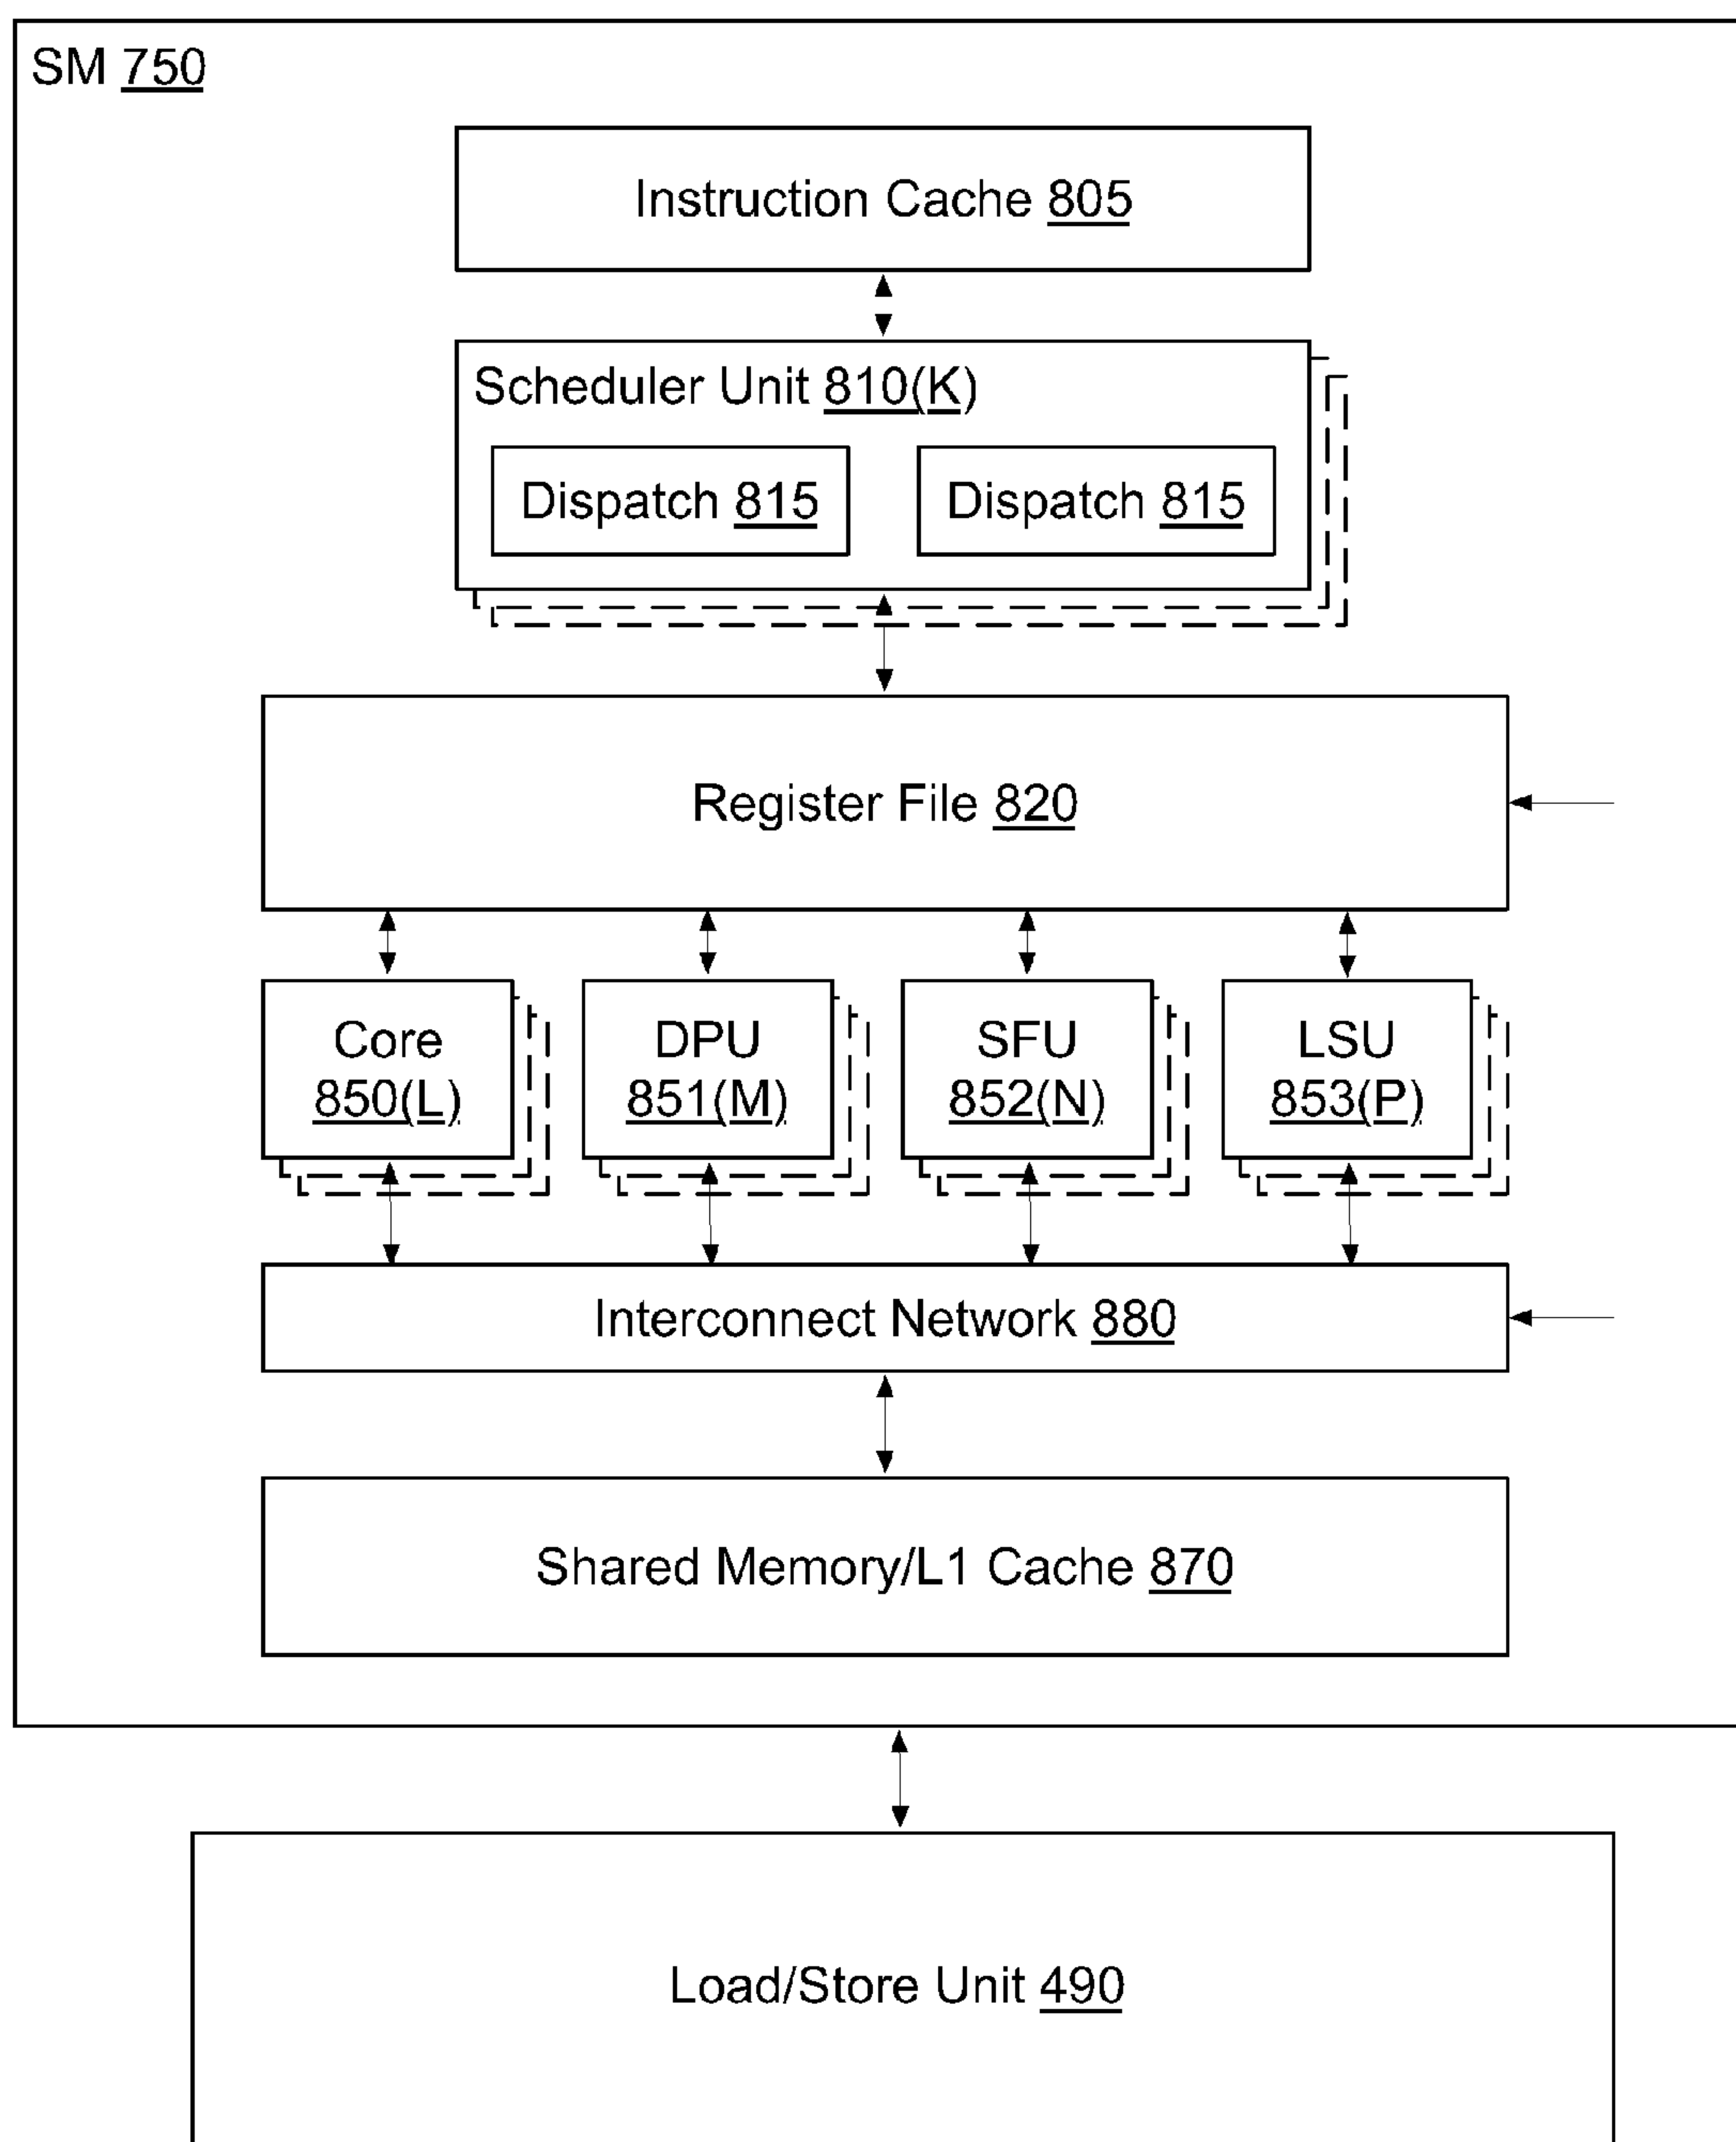 SM 750
Instruction Cache 805
Scheduler Unit 810(K)
Dispatch 815 Dispatch 815
Register File 820
Core DPU SFU LSU
850(L) 851(M) 852(N) 853(P)
Interconnect Network 880
Shared Memory/L1 Cache 870
Load/Store Unit 490